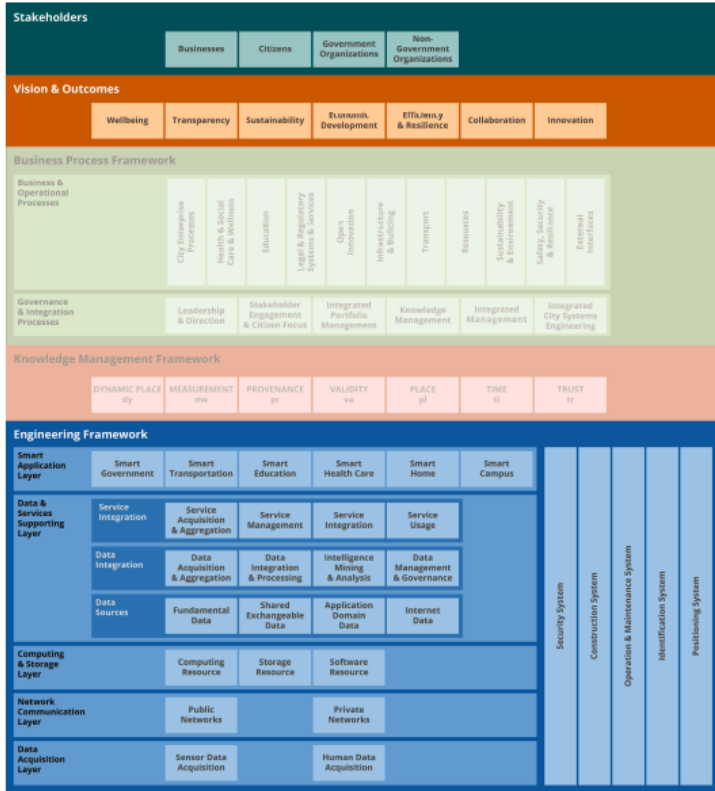 Stakeholders
Businesses
Citizens
Government
Organizations
Non-
Government
Organizations
Vision & Outcomes
Wellbeing
Transparency
Sustainability
Economic
Development
Efficiency
& Resilience
Collaboration
Innovation
Business Process Framework
Business &
Operational
Processes
City Enterprise
Processes
Health & Social
Care & Wellness
Education
Legal & Regulatory
Systems & Services
Open
Innovation
Infrastructure
& Building
Transport
Resources
Sustainability
& Environment
Safety, Security
& Resilience
External
Interfaces
Governance
& Integration
Processes
Leadership
& Direction
Stakeholder
Engagement
& Citizen Focus
Integrated
Portfolio
Management
Knowledge
Management
Integrated
Management
Integrated
City Systems
Engineering
Knowledge Management Framework
DYNAMIC PLACE
dy
MEASUREMENT
me
PROVENANCE
pr
VALIDITY
va
PLACE
pl
TIME
ti
TRUST
tr
Engineering Framework
Smart
Application
Layer
Smart
Government
Smart
Transportation
Smart
Education
Smart
Health Care
Smart
Home
Smart
Campus
Data &
Services
Supporting
Layer
Service
Integration
Service
Acquisition
& Aggregation
Service
Management
Service
Integration
Service
Usage
Data
Integration
Data
Acquisition
& Aggregation
Data
Integration
& Processing
Intelligence
Mining
& Analysis
Data
Management
& Governance
Data
Sources
Fundamental
Data
Shared
Exchangeable
Data
Application
Domain
Data
Internet
Data
Computing
& Storage
Layer
Computing
Resource
Storage
Resource
Software
Resource
Network
Communication
Layer
Public
Networks
Private
Networks
Data
Acquisition
Layer
Sensor Data
Acquisition
Human Data
Acquisition
Security System
Construction System
Operation & Maintenance System
Identification System
Positioning System